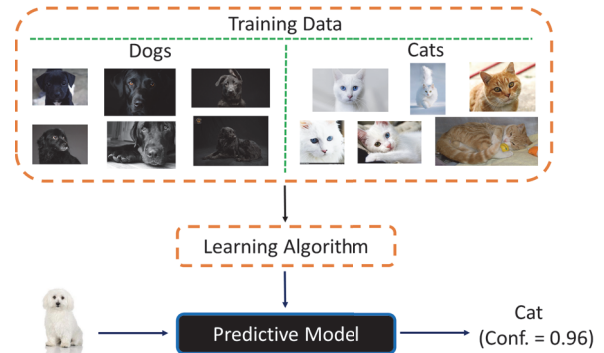 Training Data
Dogs
Cats
Learning Algorithm
Predictive Model
Cat
(Conf. = 0.96)